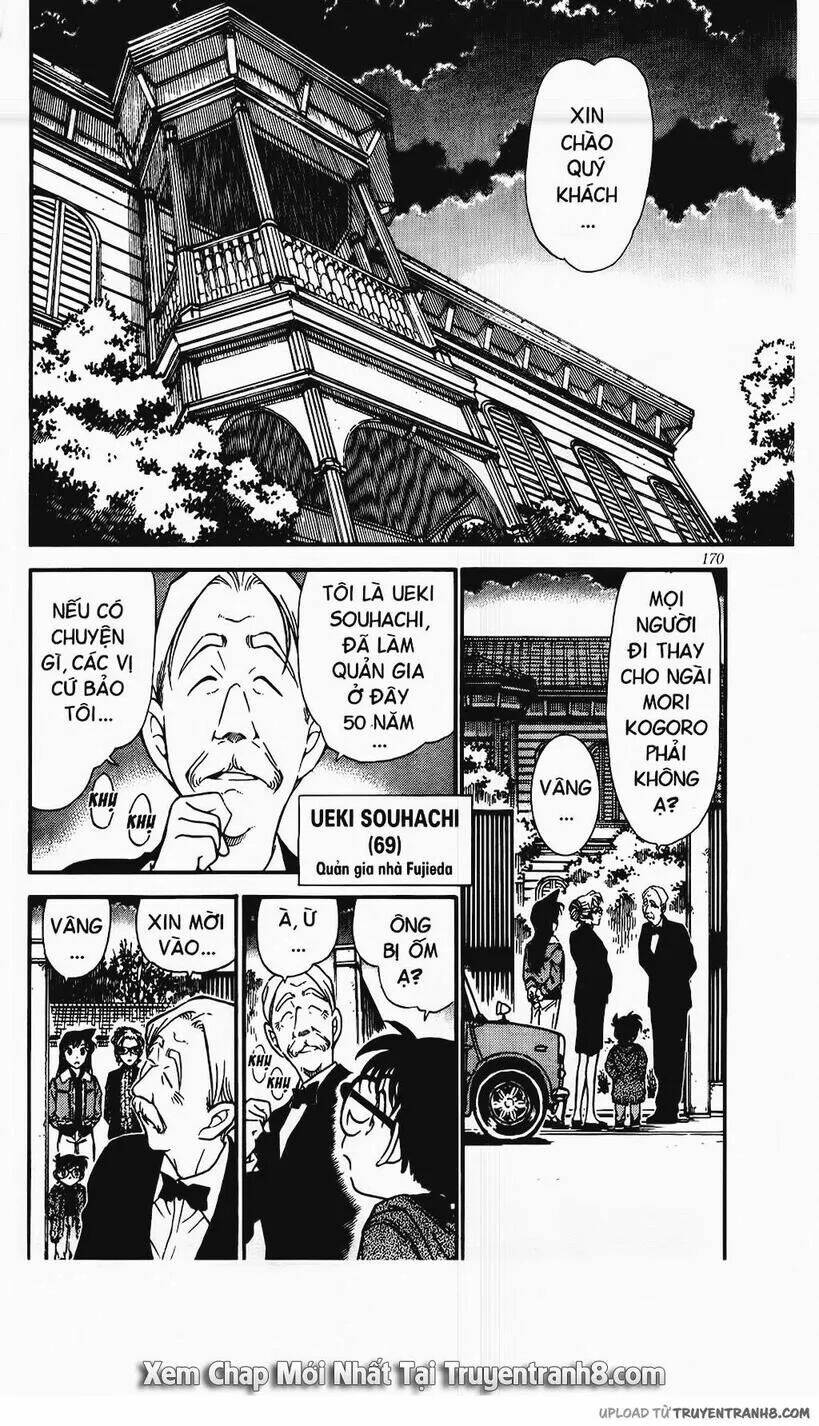 XIN
CHÀO
QUÝ
KHÁCH
...
170
MỌI
NGƯỜI
ĐI THAY
CHO NGÀI
MORI
KOGORO
PHẢI
KHÔNG
Ạ?
VÂNG
...
TÔI LÀ UEKI
SOUHACHI,
ĐÃ LÀM
QUẢN GIA
Ở ĐÂY
50 NĂM
...
NẾU CÓ
CHUYỆN
GÌ, CÁC VỊ
CỨ BẢO
TÔI...
KHỤ
KHỤ
UEKI SOUHACHI
(69)
Quản gia nhà Fujieda
ÔNG
BỊ ỐM
Ạ?
À, Ừ
...
KHỤ
KHỤ
XIN MỜI
VÀO...
VÂNG
...
Xem Chap Mới Nhất Tại Truyentranh8.com
UPLOAD TỪ TRUYENTRANH8.COM